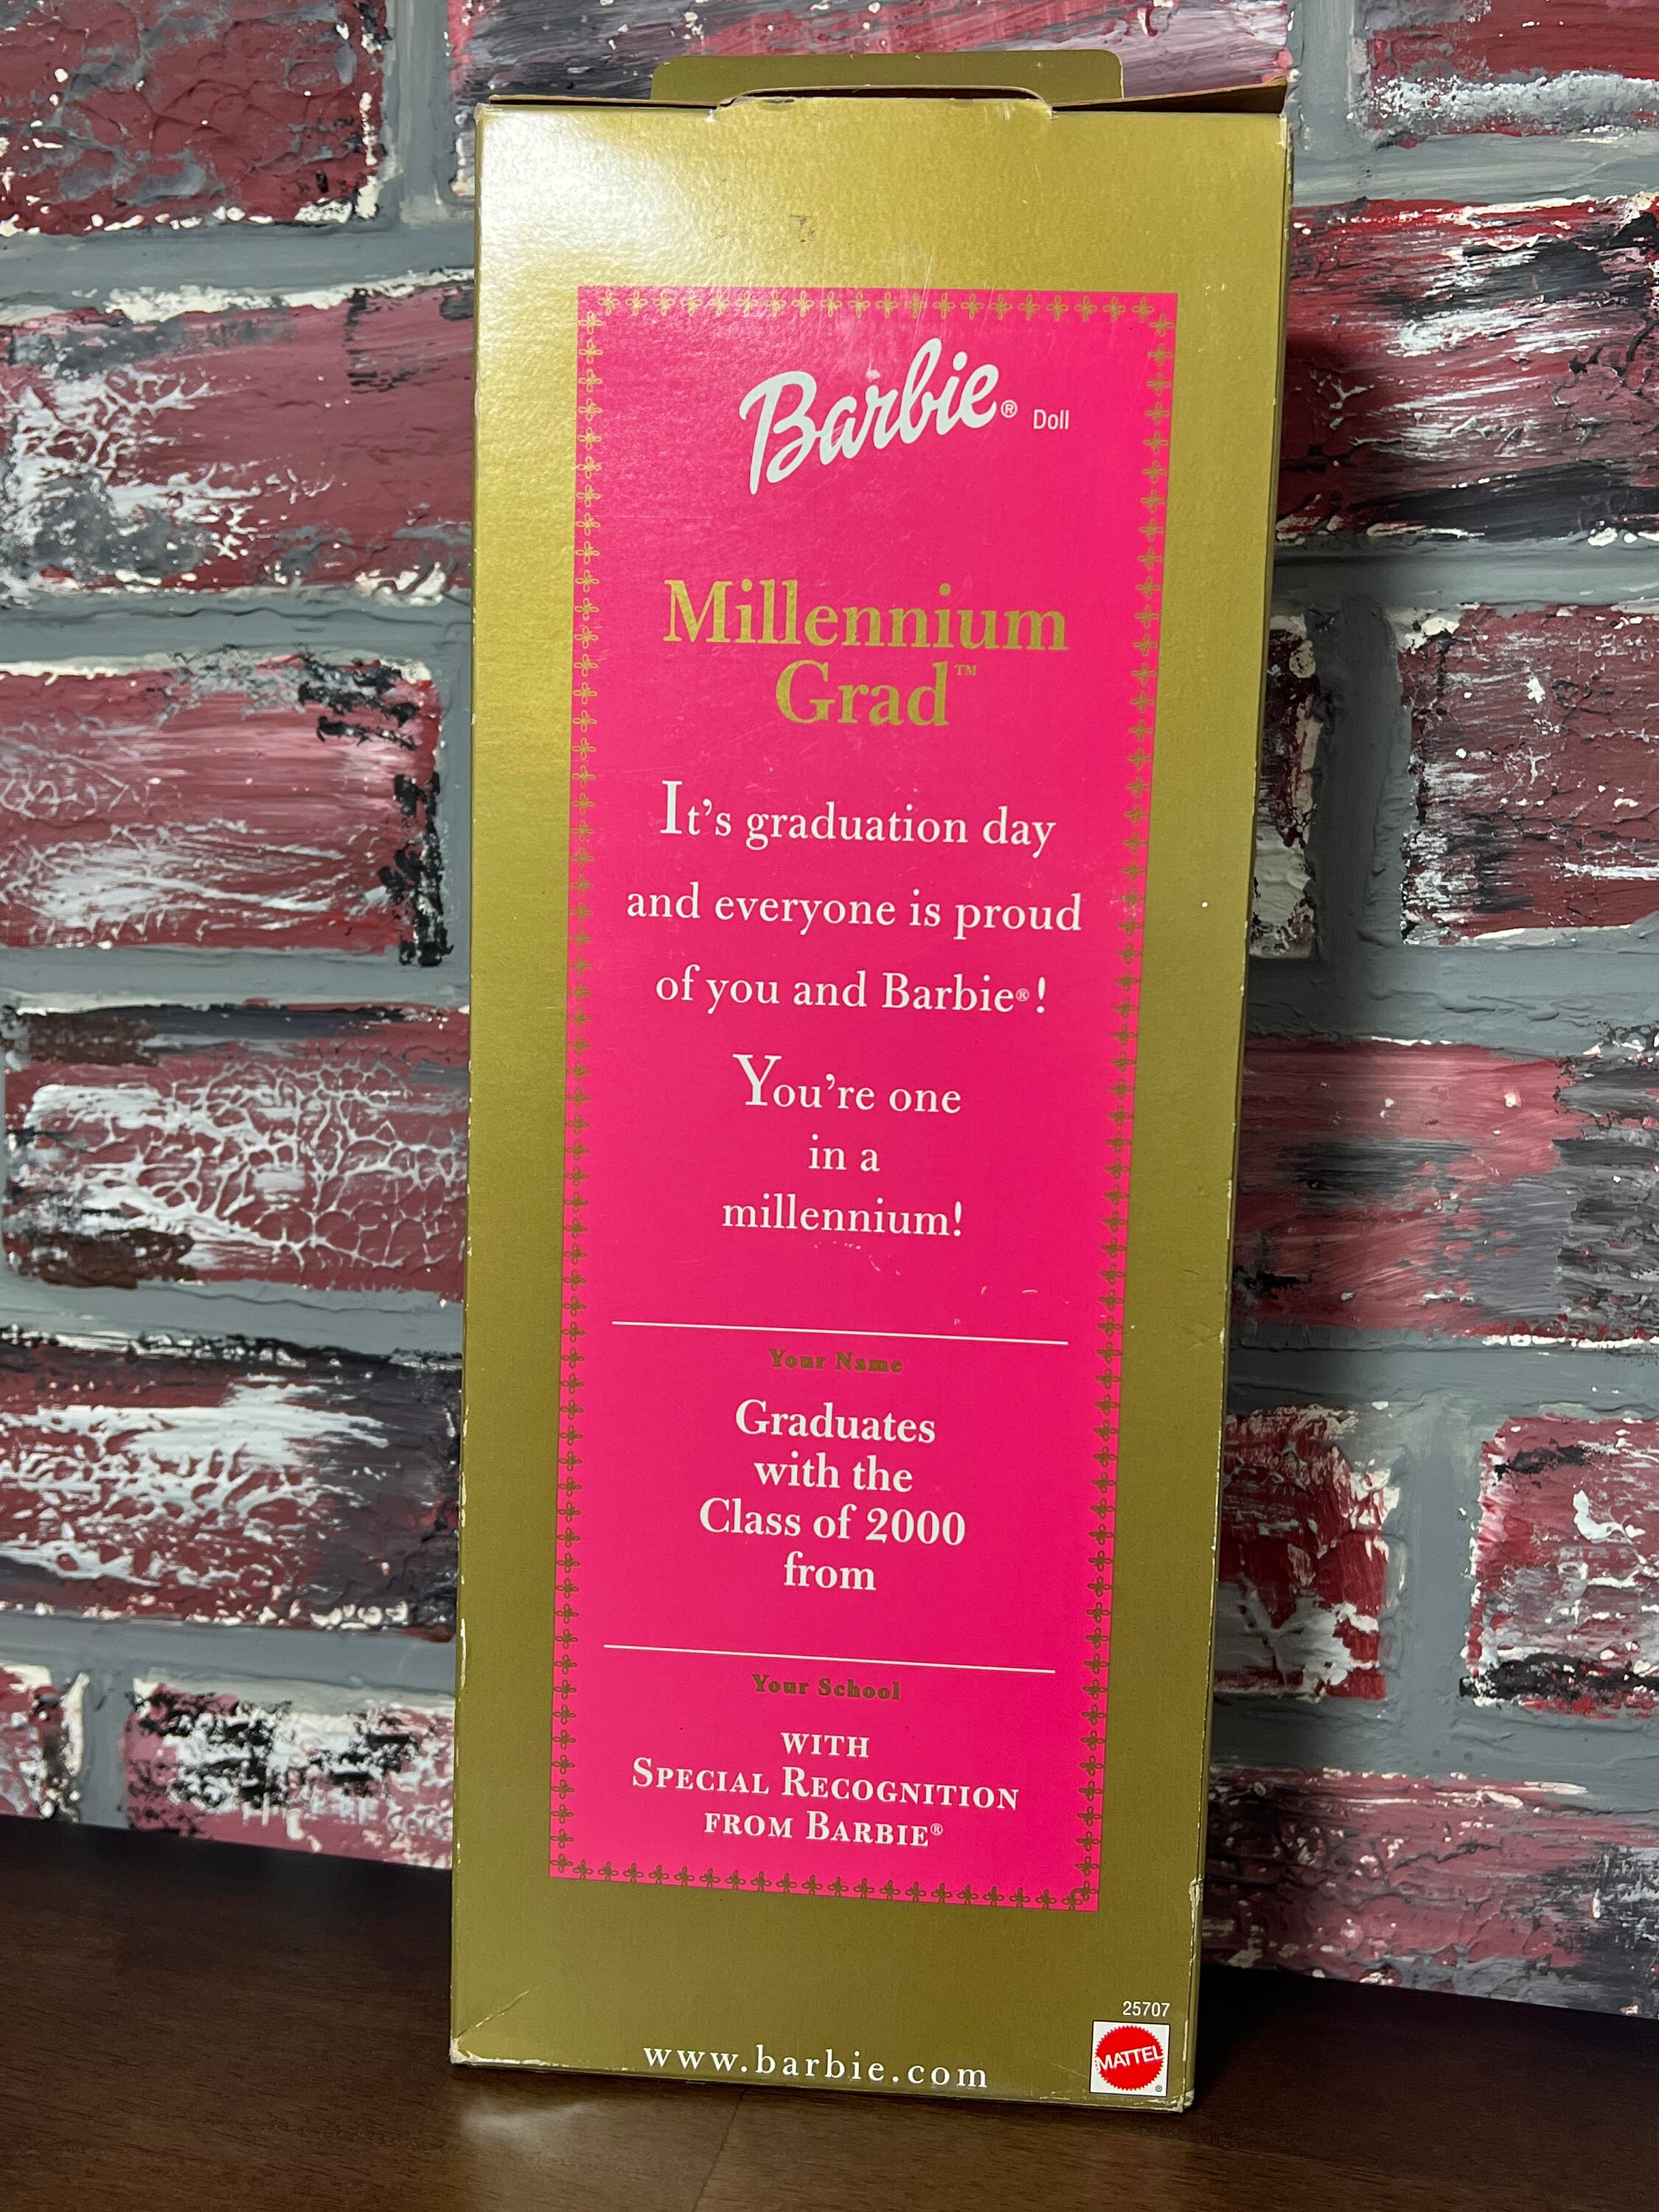 Barbie® Doll
Millennium
Grad™
It's graduation day
and everyone is proud
of you and Barbie®!
You're one
in a
millennium!
Your Name
Graduates
with the
Class of 2000
from
Your School
WITH
SPECIAL RECOGNITION
FROM BARBIE®
25707
www.barbie.com
MATTEL®